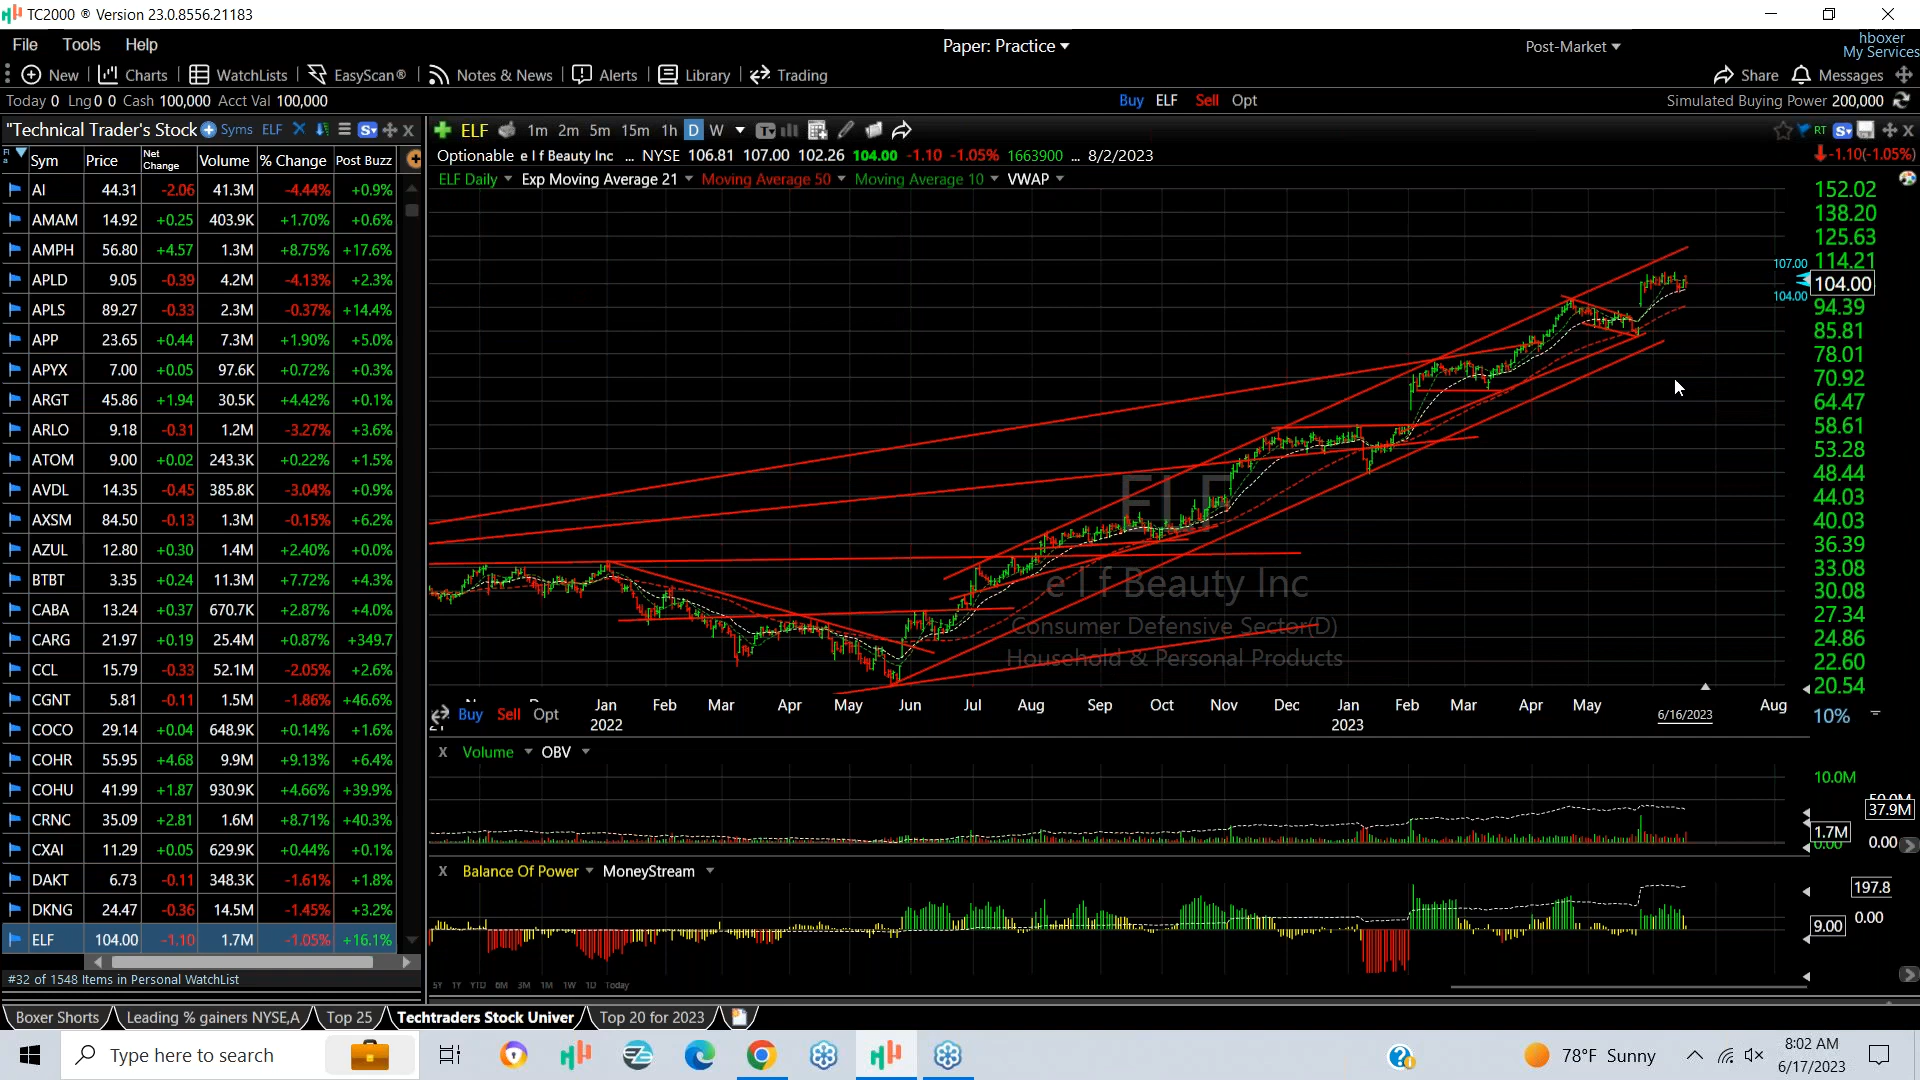 TC2000 ® Version 23.0.8556.21183
File Tools Help Paper: Practice Post-Market hboxer
My Services
New Charts WatchLists EasyScan® Notes & News Alerts Library Trading Share Messages
Today 0 Lng 0 0 Cash 100,000 Acct Val 100,000 Buy ELF Sell Opt Simulated Buying Power 200,000
"Technical Trader's Stock Syms ELF ELF 1m 2m 5m 15m 1h D W RT
Sym Price Net Change Volume % Change Post Buzz
Optionable e l f Beauty Inc ... NYSE 106.81 107.00 102.26 104.00 -1.10 -1.05% 1663900 ... 8/2/2023 -1.10(-1.05%)
ELF Daily Exp Moving Average 21 Moving Average 50 Moving Average 10 VWAP
AI 44.31 -2.06 41.3M -4.44% +0.9%
AMAM 14.92 +0.25 403.9K +1.70% +0.6%
AMPH 56.80 +4.57 1.3M +8.75% +17.6%
APLD 9.05 -0.39 4.2M -4.13% +2.3%
APLS 89.27 -0.33 2.3M -0.37% +14.4%
APP 23.65 +0.44 7.3M +1.90% +5.0%
APYX 7.00 +0.05 97.6K +0.72% +0.3%
ARGT 45.86 +1.94 30.5K +4.42% +0.1%
ARLO 9.18 -0.31 1.2M -3.27% +3.6%
ATOM 9.00 +0.02 243.3K +0.22% +1.5%
AVDL 14.35 -0.45 385.8K -3.04% +0.9%
AXSM 84.50 -0.13 1.3M -0.15% +6.2%
AZUL 12.80 +0.30 1.4M +2.40% +0.0%
BTBT 3.35 +0.24 11.3M +7.72% +4.3%
CABA 13.24 +0.37 670.7K +2.87% +4.0%
CARG 21.97 +0.19 25.4M +0.87% +349.7
CCL 15.79 -0.33 52.1M -2.05% +2.6%
CGNT 5.81 -0.11 1.5M -1.86% +46.6%
COCO 29.14 +0.04 648.9K +0.14% +1.6%
COHR 55.95 +4.68 9.9M +9.13% +6.4%
COHU 41.99 +1.87 930.9K +4.66% +39.9%
CRNC 35.09 +2.81 1.6M +8.71% +40.3%
CXAI 11.29 +0.05 629.9K +0.44% +0.1%
DAKT 6.73 -0.11 348.3K -1.61% +1.8%
DKNG 24.47 -0.36 14.5M -1.45% +3.2%
ELF 104.00 -1.10 1.7M -1.05% +16.1%
#32 of 1548 Items in Personal WatchList
152.02
138.20
125.63
114.21
107.00
104.00
104.00
94.39
85.81
78.01
70.92
64.47
58.61
53.28
48.44
44.03
40.03
36.39
33.08
30.08
27.34
24.86
22.60
20.54
ELF
e l f Beauty Inc
Consumer Defensive Sector(D)
Household & Personal Products
Jan Feb Mar Apr May Jun Jul Aug Sep Oct Nov Dec Jan Feb Mar Apr May Aug
2022 2023 6/16/2023
Buy Sell Opt 10%
X Volume OBV
10.0M
37.9M
1.7M
0.00
X Balance Of Power MoneyStream
197.8
0.00
9.00
5Y 1Y YTD 6M 3M 1M 1W 1D Today
Boxer Shorts Leading % gainers NYSE,A Top 25 Techtraders Stock Univer Top 20 for 2023
Type here to search 78°F Sunny 8:02 AM
6/17/2023